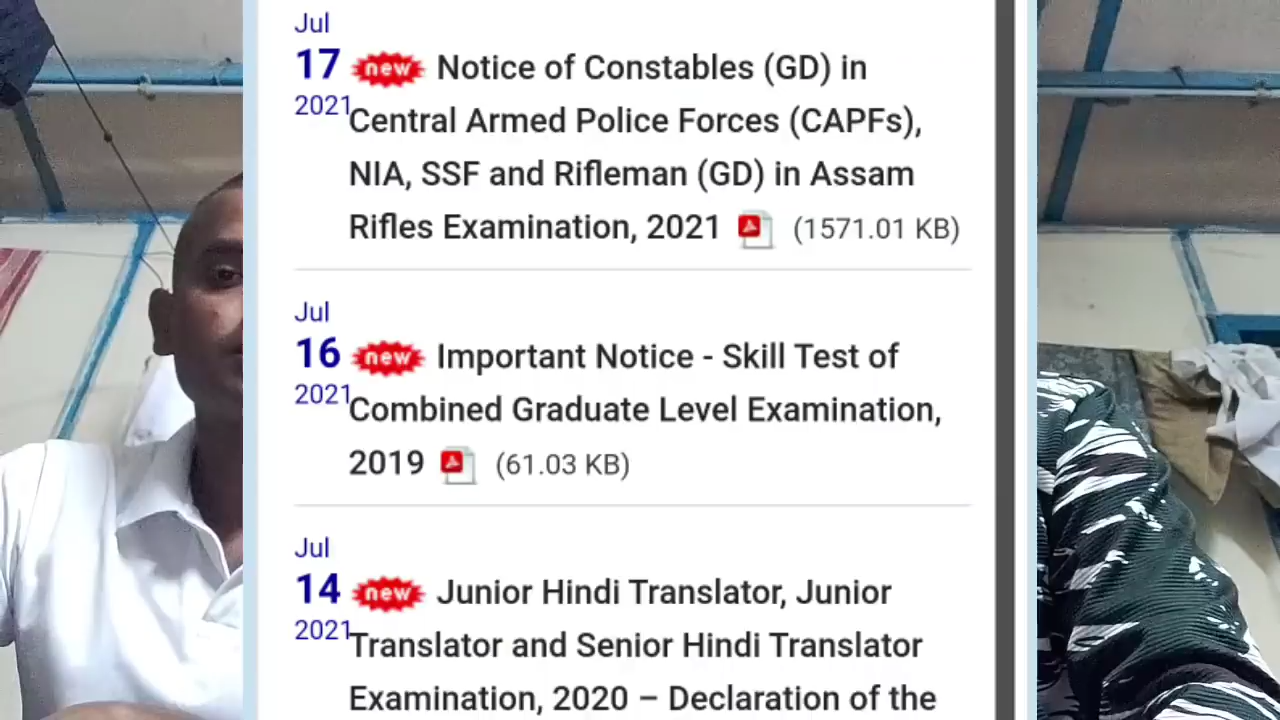 Jul
17 new Notice of Constables (GD) in
2021 Central Armed Police Forces (CAPFs),
NIA, SSF and Rifleman (GD) in Assam
Rifles Examination, 2021 (1571.01 KB)
Jul
16 new Important Notice - Skill Test of
2021 Combined Graduate Level Examination,
2019 (61.03 KB)
Jul
14 new Junior Hindi Translator, Junior
2021 Translator and Senior Hindi Translator
Examination, 2020 – Declaration of the